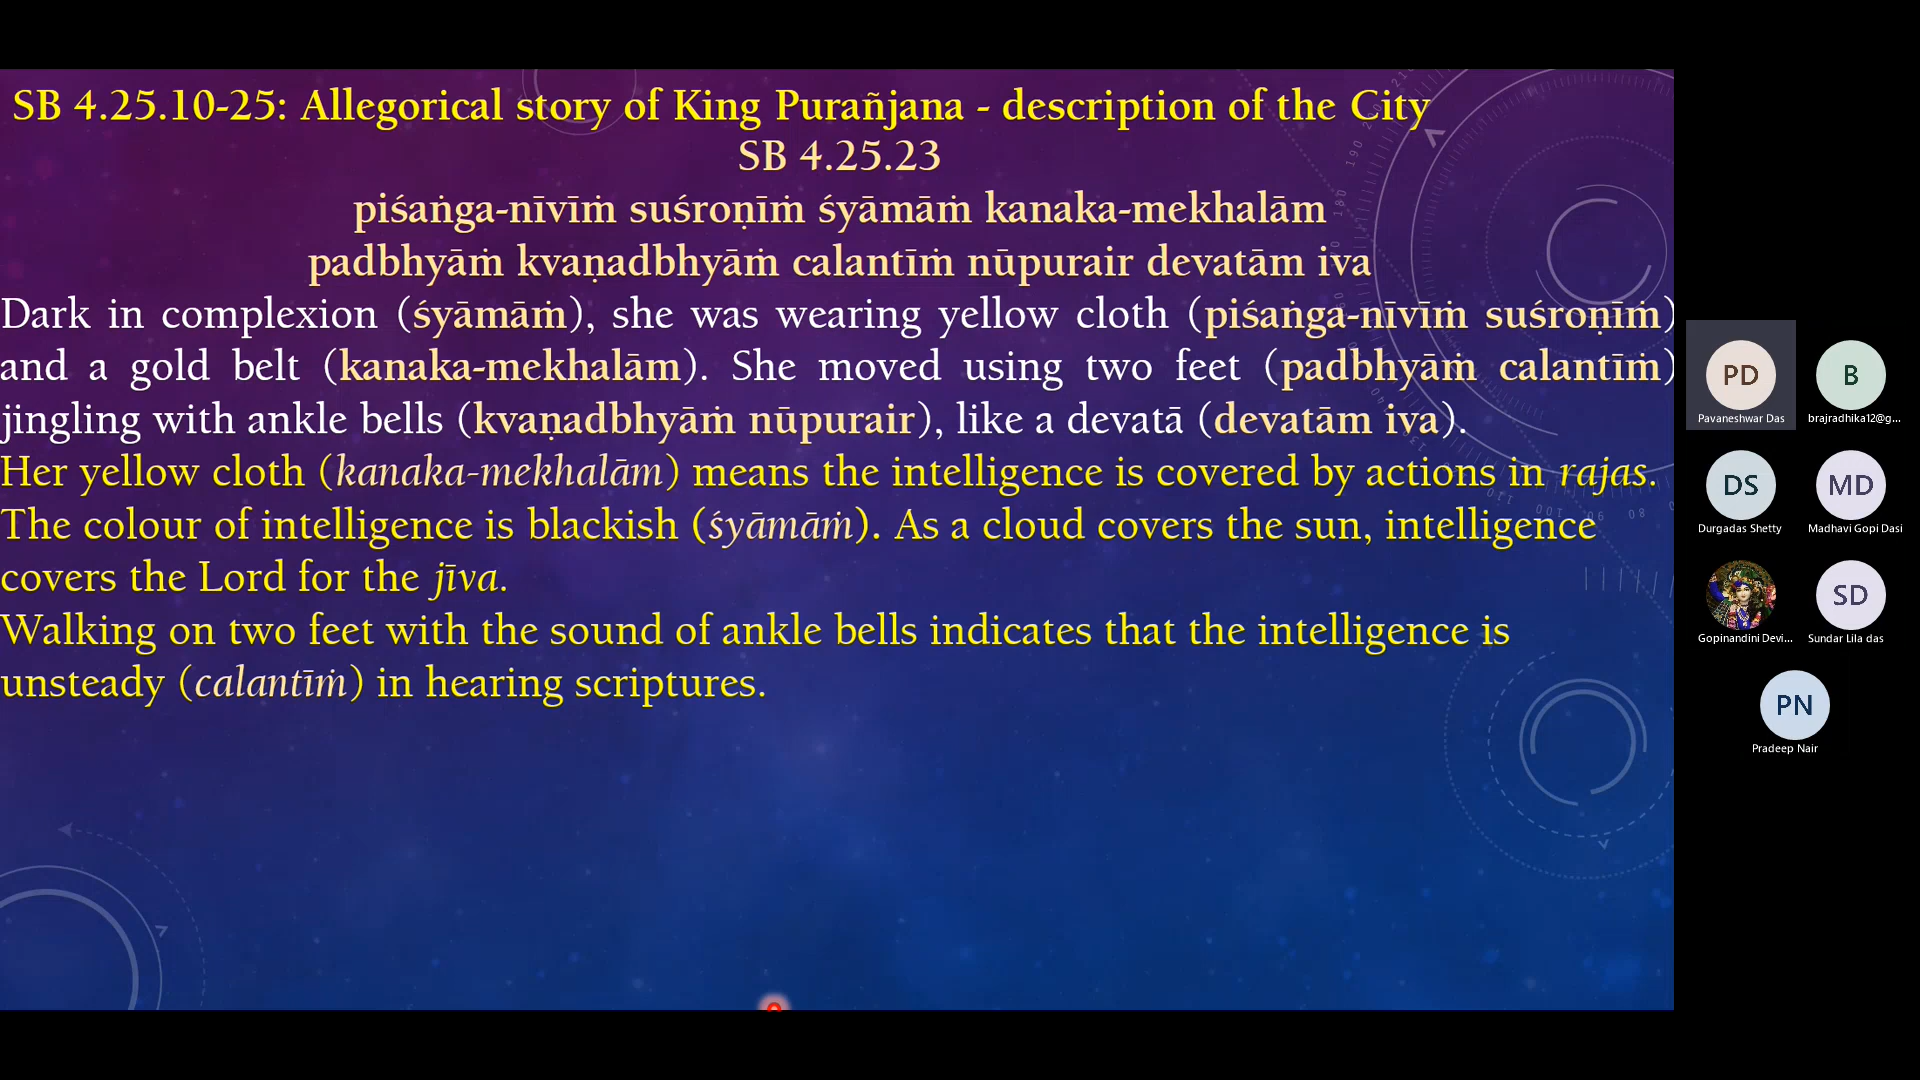 SB 4.25.10-25: Allegorical story of King Purañjana - description of the City
SB 4.25.23
piśaṅga-nīvīṁ suśroṇīṁ śyāmāṁ kanaka-mekhalām
padbhyāṁ kvaṇadbhyāṁ calantīṁ nūpurair devatām iva
Dark in complexion (śyāmāṁ), she was wearing yellow cloth (piśaṅga-nīvīṁ suśroṇīṁ)
and a gold belt (kanaka-mekhalām). She moved using two feet (padbhyāṁ calantīṁ)
jingling with ankle bells (kvaṇadbhyāṁ nūpurair), like a devatā (devatām iva).
Her yellow cloth (kanaka-mekhalām) means the intelligence is covered by actions in rajas.
The colour of intelligence is blackish (śyāmāṁ). As a cloud covers the sun, intelligence
covers the Lord for the jīva.
Walking on two feet with the sound of ankle bells indicates that the intelligence is
unsteady (calantīṁ) in hearing scriptures.
PD
Pavaneshwar Das
B
brajradhika12@g...
DS
Durgadas Shetty
MD
Madhavi Gopi Dasi
Gopinandini Devi...
SD
Sundar Lila das
PN
Pradeep Nair